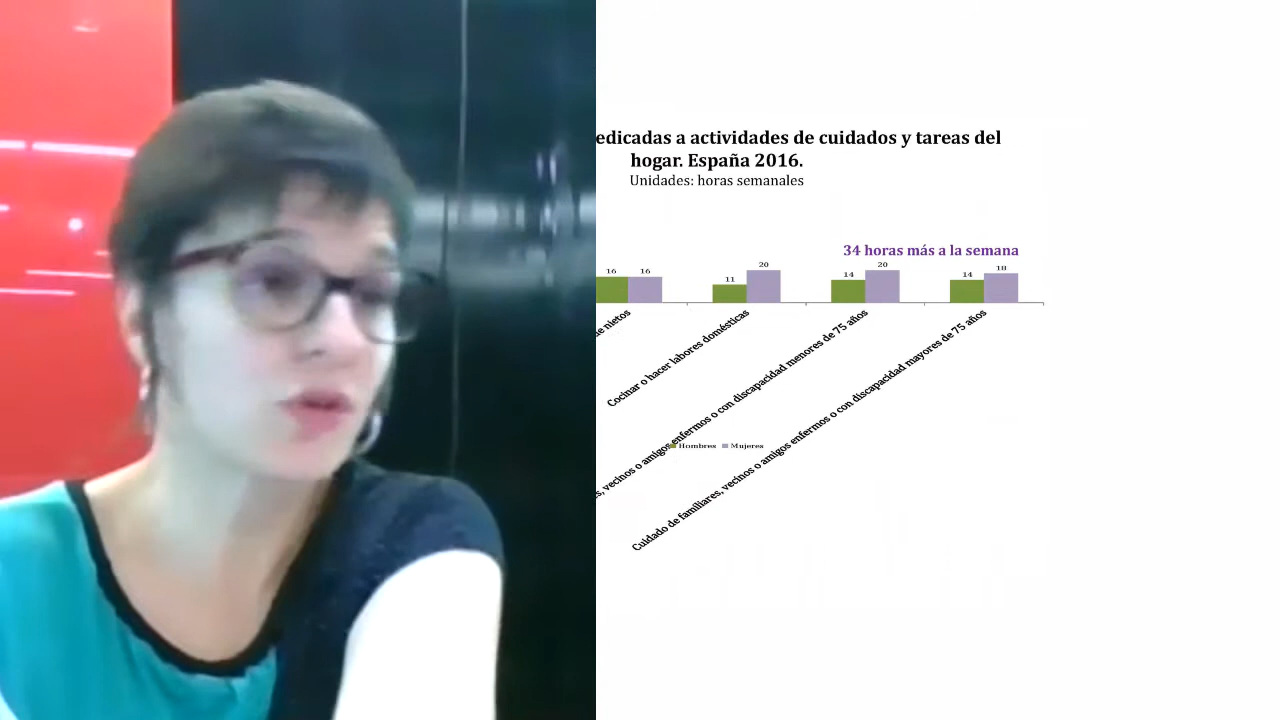 edicadas a actividades de cuidados y tareas del
hogar. España 2016.
Unidades: horas semanales
34 horas más a la semana
16 16 11 20 14 20 14 18
de nietos
Cocinar o hacer labores domésticas
s, vecinos o amigos enfermos o con discapacidad menores de 75 años
Cuidado de familiares, vecinos o amigos enfermos o con discapacidad mayores de 75 años
Hombres Mujeres